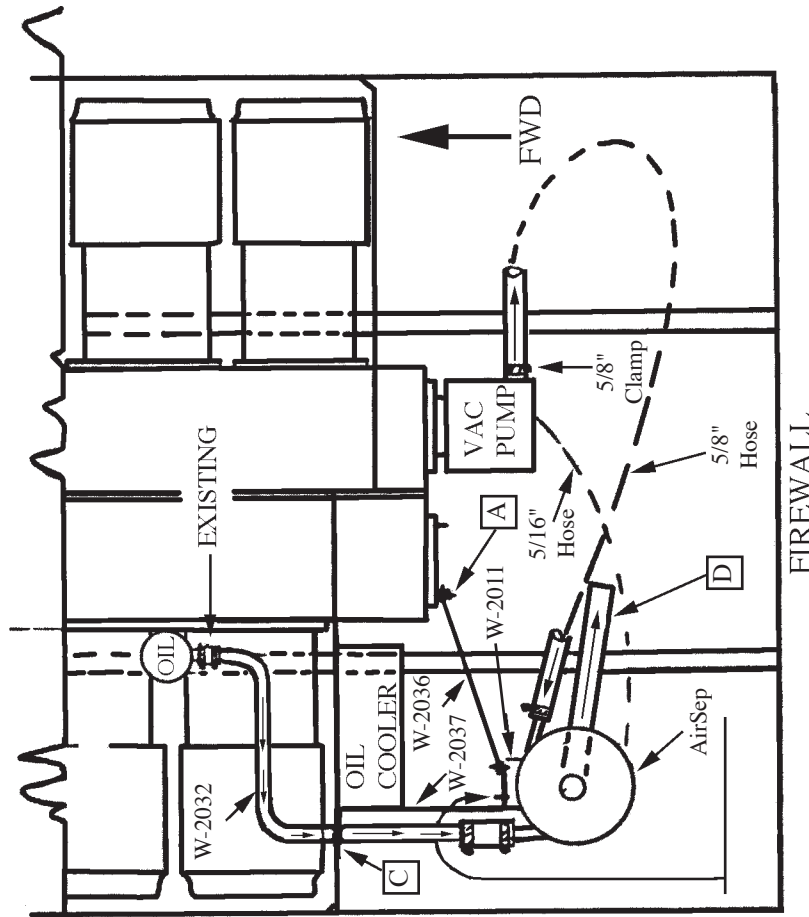 FWD
EXISTING
OIL
VAC
PUMP
5/8"
Clamp
A
5/16"
Hose
5/8"
Hose
W-2011
W-2036
OIL
COOLER
W-2037
W-2032
C
D
AirSep
FIREWALL